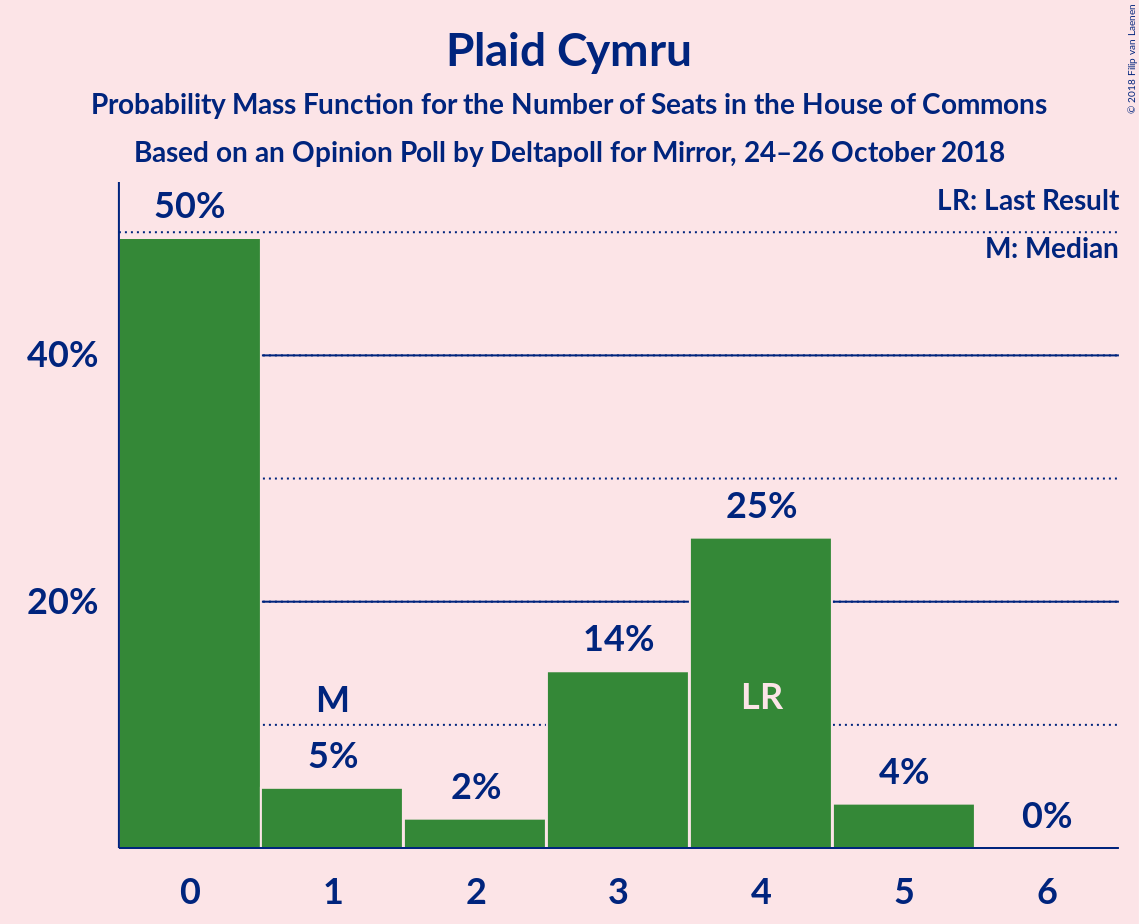 Plaid Cymru
Probability Mass Function for the Number of Seats in the House of Commons
Based on an Opinion Poll by Deltapoll for Mirror, 24–26 October 2018
© 2018 Filip van Laenen
LR: Last Result
M: Median
50%
40%
25%
20%
14%
M
LR
5%
2%
4%
0%
0 1 2 3 4 5 6